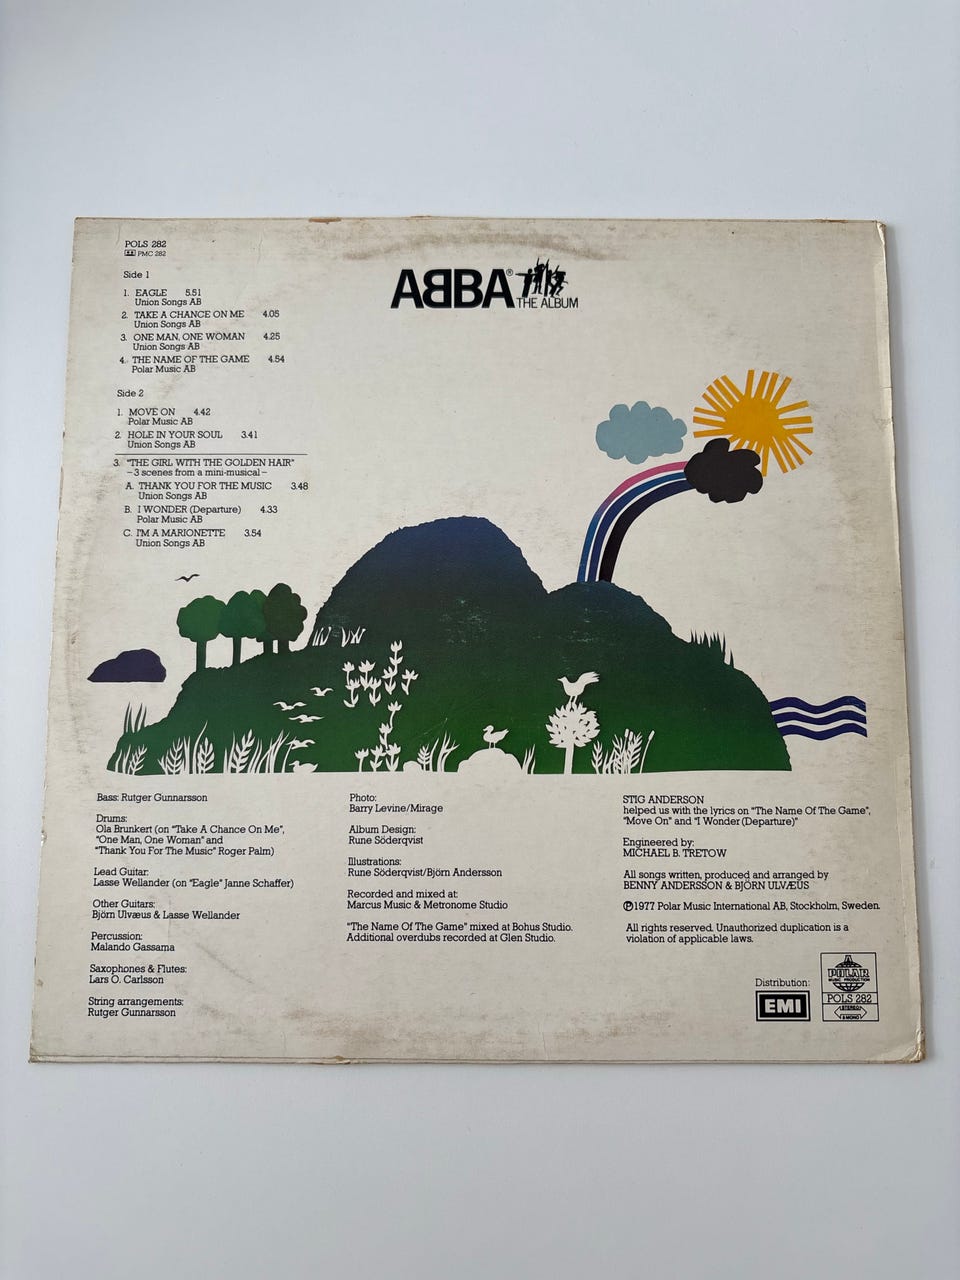 POLS 282
PMC 282
Side 1
1. EAGLE 5.51
Union Songs AB
2. TAKE A CHANCE ON ME 4.05
Union Songs AB
3. ONE MAN, ONE WOMAN 4.25
Union Songs AB
4. THE NAME OF THE GAME 4.54
Polar Music AB
Side 2
1. MOVE ON 4.42
Polar Music AB
2. HOLE IN YOUR SOUL 3.41
Union Songs AB
3. "THE GIRL WITH THE GOLDEN HAIR"
–3 scenes from a mini-musical–
A. THANK YOU FOR THE MUSIC 3.48
Union Songs AB
B. I WONDER (Departure) 4.33
Polar Music AB
C. I'M A MARIONETTE 3.54
Union Songs AB
AᗺBA®
THE ALBUM
Bass: Rutger Gunnarsson
Drums:
Ola Brunkert (on "Take A Chance On Me",
"One Man, One Woman" and
"Thank You For The Music" Roger Palm)
Lead Guitar:
Lasse Wellander (on "Eagle" Janne Schaffer)
Other Guitars:
Björn Ulvæus & Lasse Wellander
Percussion:
Malando Gassama
Saxophones & Flutes:
Lars O. Carlsson
String arrangements:
Rutger Gunnarsson
Photo:
Barry Levine/Mirage
Album Design:
Rune Söderqvist
Illustrations:
Rune Söderqvist/Björn Andersson
Recorded and mixed at:
Marcus Music & Metronome Studio
"The Name Of The Game" mixed at Bohus Studio.
Additional overdubs recorded at Glen Studio.
STIG ANDERSON
helped us with the lyrics on "The Name Of The Game",
"Move On" and "I Wonder (Departure)"
Engineered by:
MICHAEL B. TRETOW
All songs written, produced and arranged by
BENNY ANDERSSON & BJÖRN ULVÆUS
Ⓟ1977 Polar Music International AB, Stockholm, Sweden.
All rights reserved. Unauthorized duplication is a
violation of applicable laws.
Distribution:
EMI
POLAR
MUSIC PRODUCTION
POLS 282
STEREO
& MONO